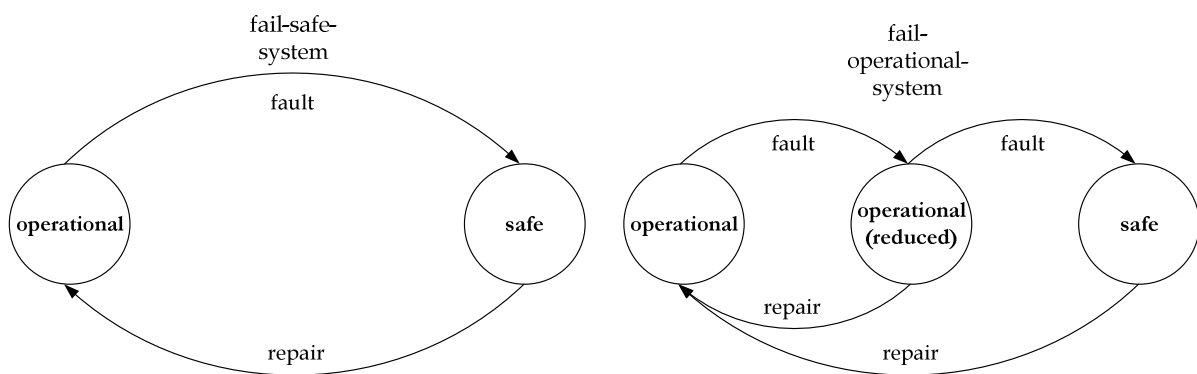 fail-safe-
system
fault
operational
safe
repair
fail-
operational-
system
fault
fault
operational
operational
(reduced)
safe
repair
repair